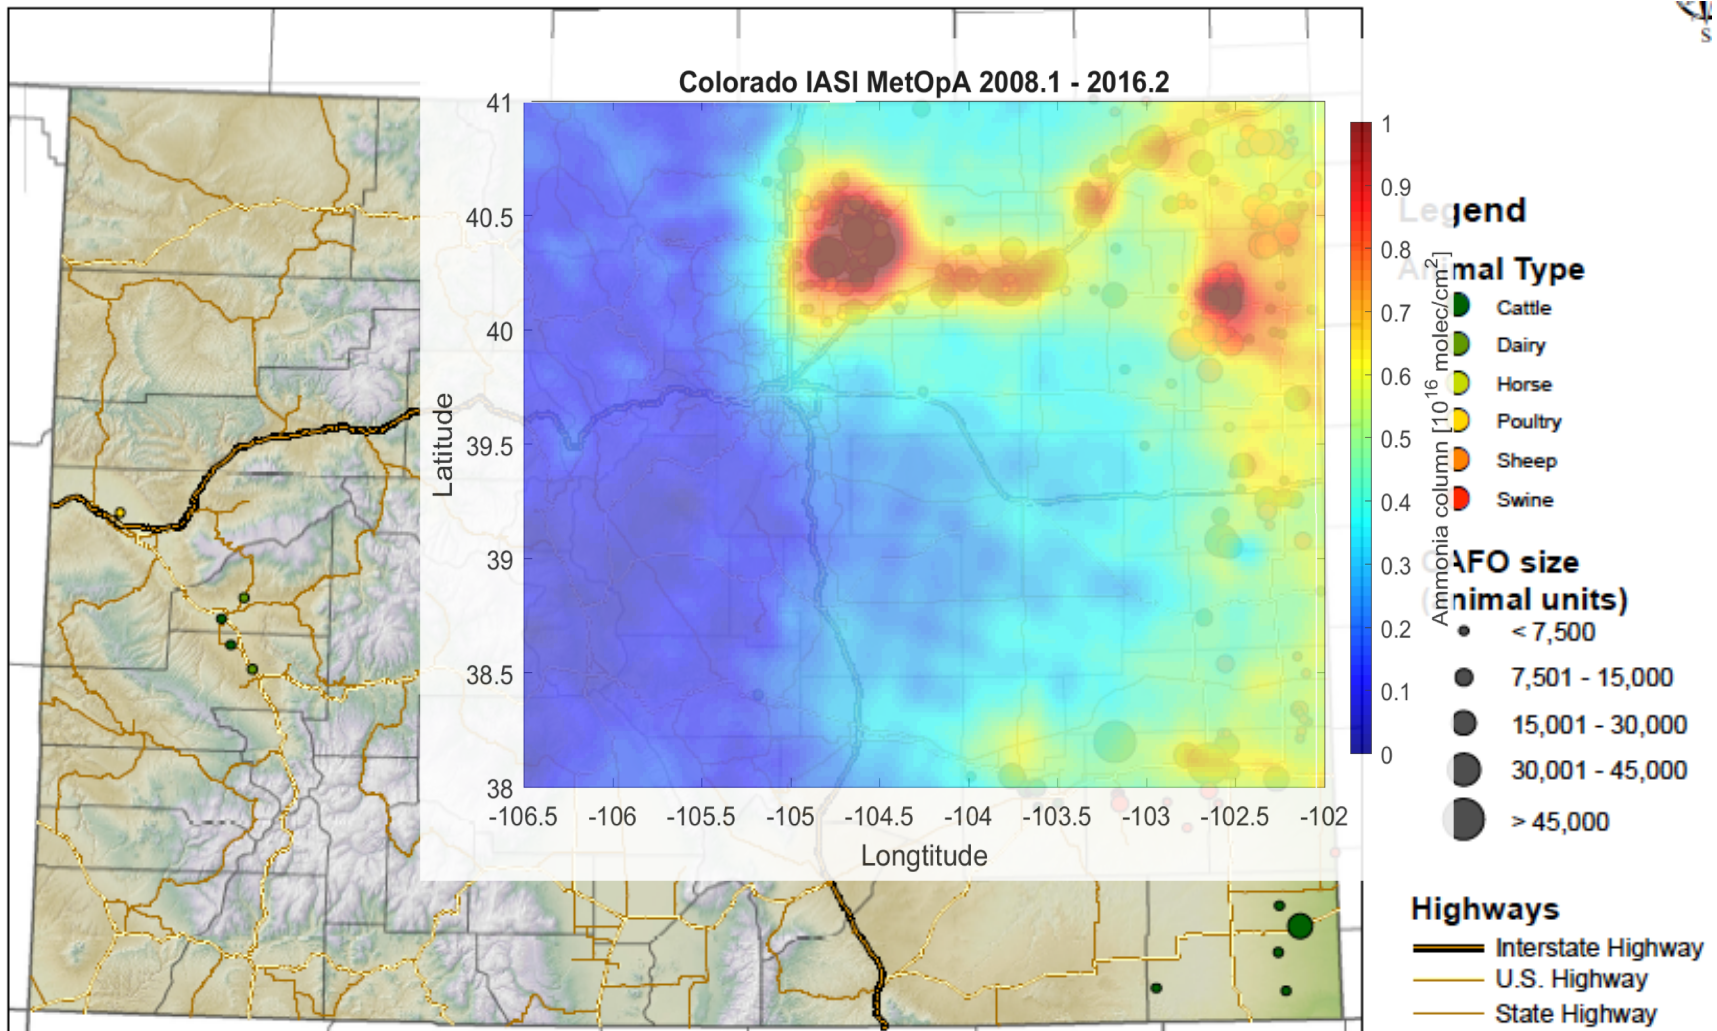 S
Colorado IASI MetOpA 2008.1 - 2016.2
41
40.5
40
39.5
39
38.5
38
Latitude
-106.5 -106 -105.5 -105 -104.5 -104 -103.5 -103 -102.5 -102
Longtitude
1
0.9
0.8
0.7
0.6
0.5
0.4
0.3
0.2
0.1
0
Ammonia column [10^16 molec/cm^2]
Legend
Animal Type
Cattle
Dairy
Horse
Poultry
Sheep
Swine
CAFO size
(animal units)
< 7,500
7,501 - 15,000
15,001 - 30,000
30,001 - 45,000
> 45,000
Highways
Interstate Highway
U.S. Highway
State Highway